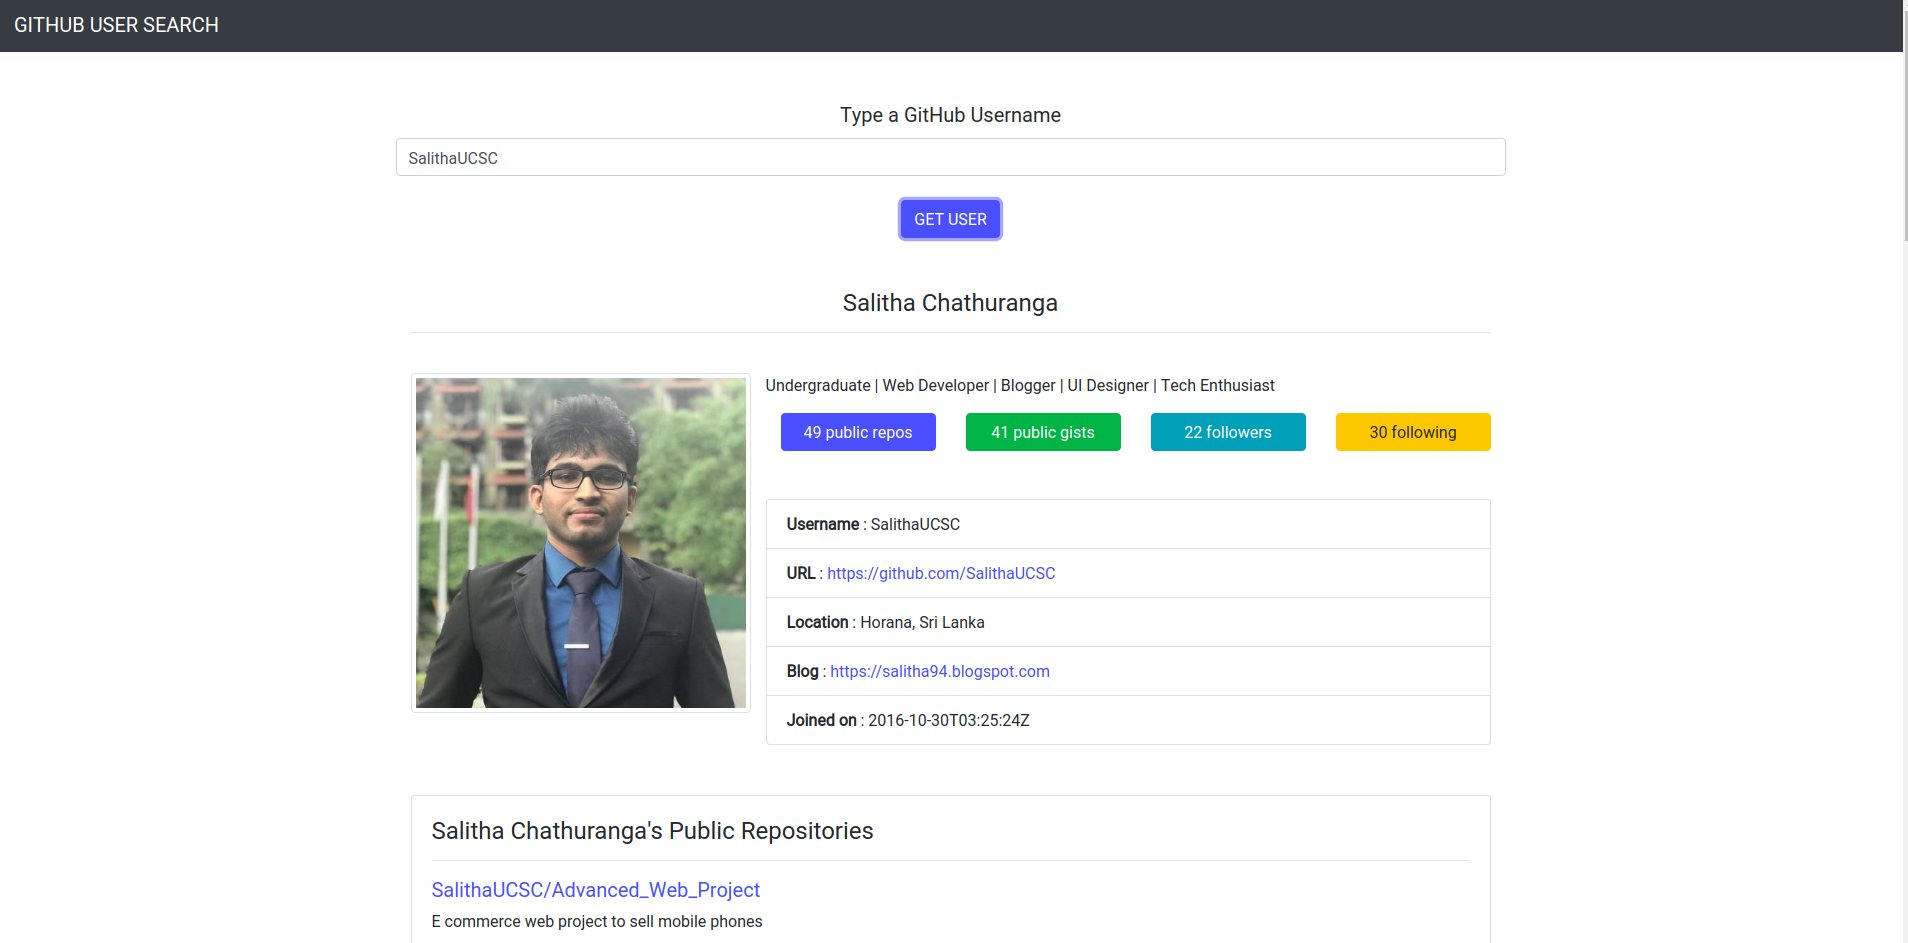 GITHUB USER SEARCH
Type a GitHub Username
SalithaUCSC
GET USER
Salitha Chathuranga
Undergraduate | Web Developer | Blogger | UI Designer | Tech Enthusiast
49 public repos 41 public gists 22 followers 30 following
Username : SalithaUCSC
URL : https://github.com/SalithaUCSC
Location : Horana, Sri Lanka
Blog : https://salitha94.blogspot.com
Joined on : 2016-10-30T03:25:24Z
Salitha Chathuranga's Public Repositories
SalithaUCSC/Advanced_Web_Project
E commerce web project to sell mobile phones